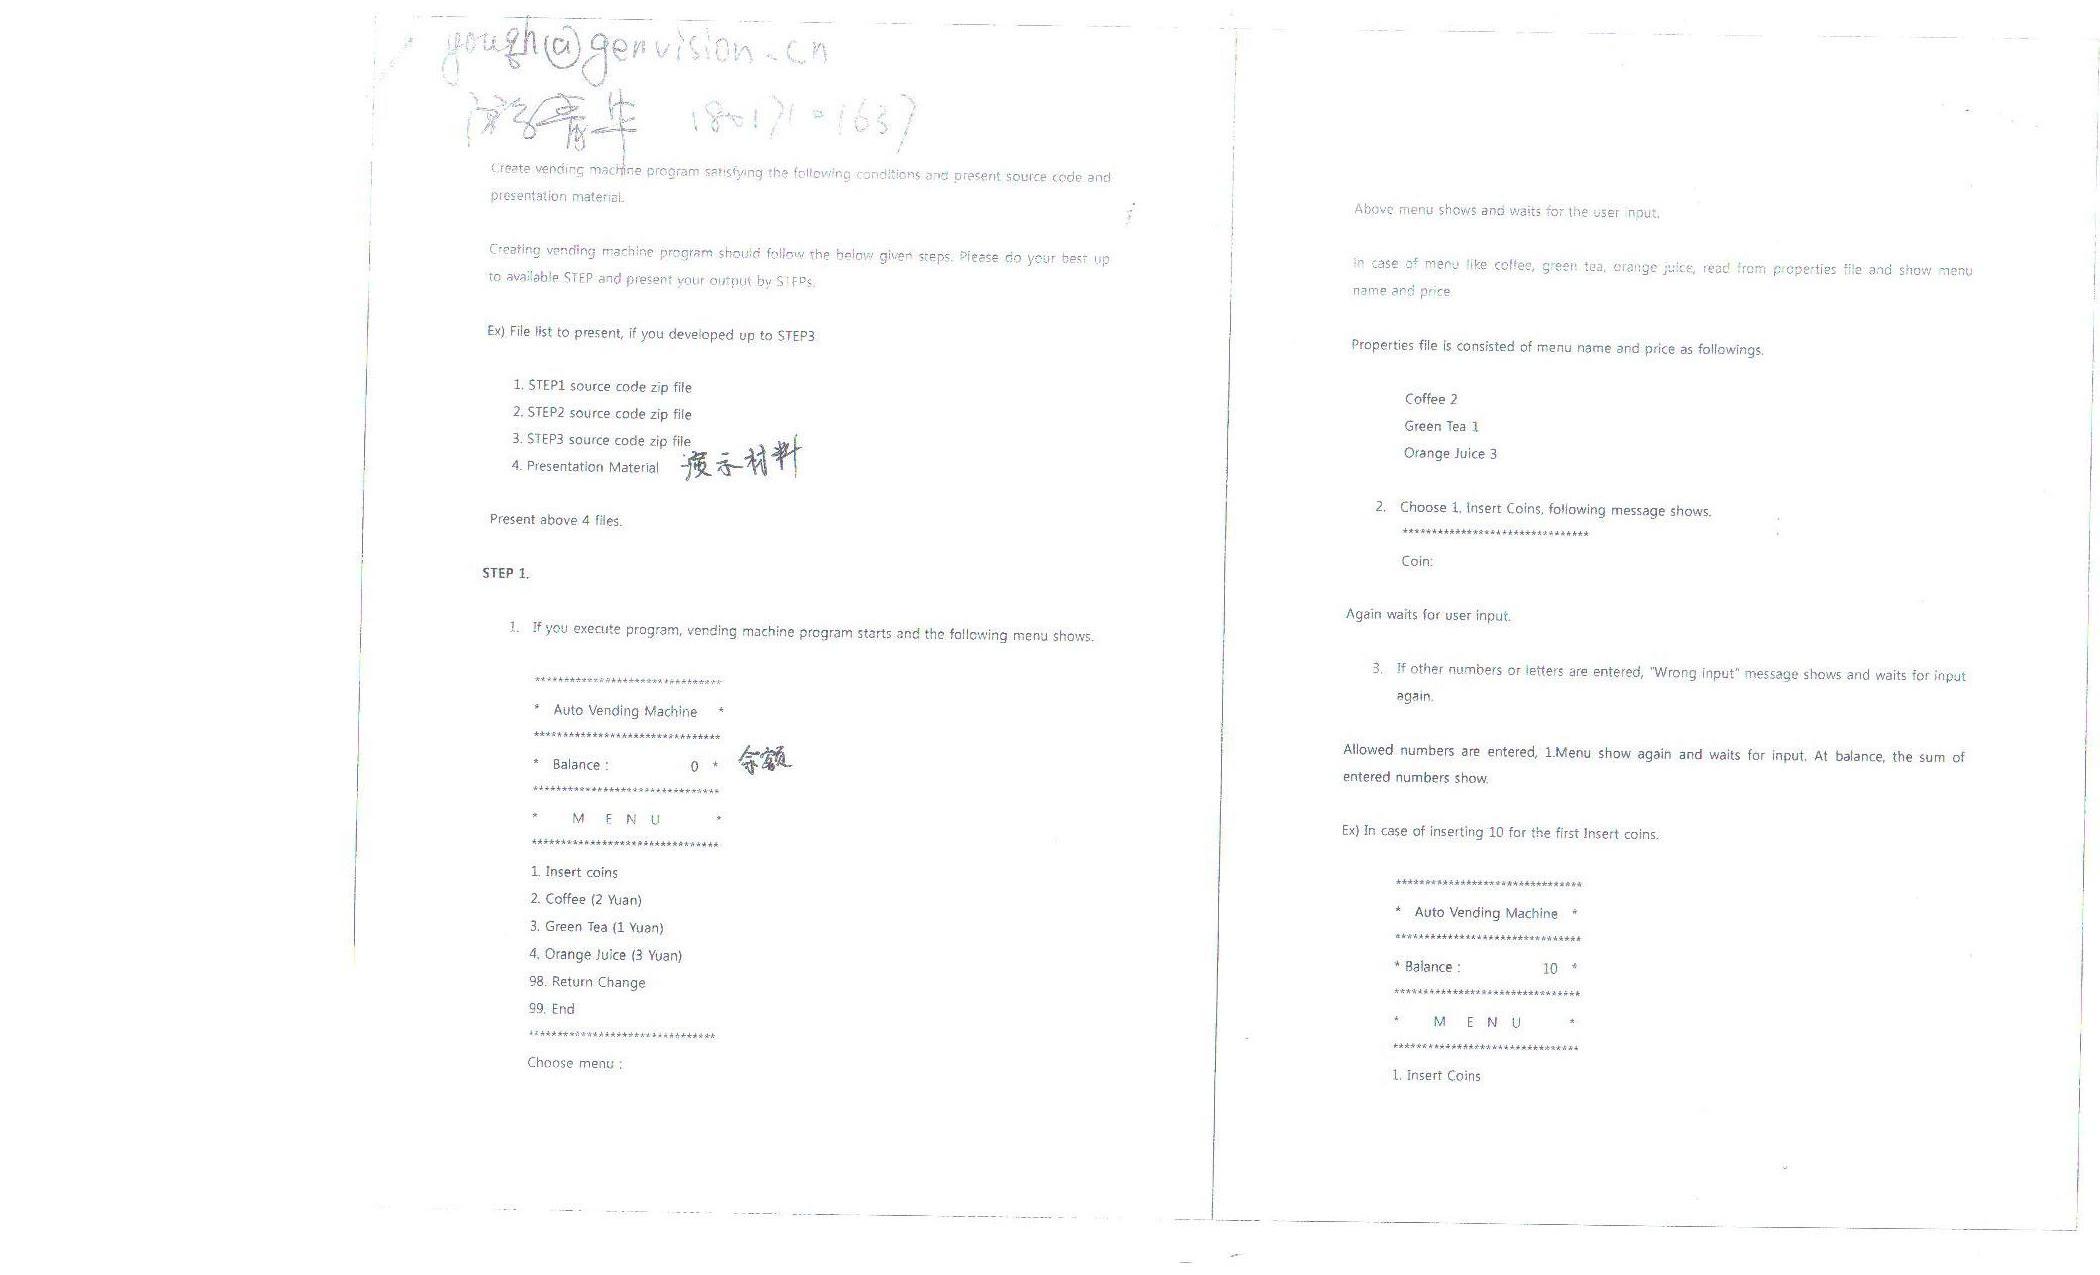 @genvision.cn
Create vending machine program satisfying the following conditions and present source code and
presentation material.
Creating vending machine program should follow the below given steps. Please do your best up
to available STEP and present your output by STEPs.
Ex) File list to present, if you developed up to STEP3
1. STEP1 source code zip file
2. STEP2 source code zip file
3. STEP3 source code zip file
4. Presentation Material 演示材料
Present above 4 files.
STEP 1.
1. If you execute program, vending machine program starts and the following menu shows.
********************************
* Auto Vending Machine *
********************************
* Balance : 0 * 余额
********************************
* M E N U *
********************************
1. Insert coins
2. Coffee (2 Yuan)
3. Green Tea (1 Yuan)
4. Orange Juice (3 Yuan)
98. Return Change
99. End
********************************
Choose menu :
Above menu shows and waits for the user input.
In case of menu like coffee, green tea, orange juice, read from properties file and show menu
name and price
Properties file is consisted of menu name and price as followings.
Coffee 2
Green Tea 1
Orange Juice 3
2. Choose 1. Insert Coins, following message shows.
********************************
Coin:
Again waits for user input.
3. If other numbers or letters are entered, "Wrong input" message shows and waits for input
again.
Allowed numbers are entered, 1.Menu show again and waits for input. At balance, the sum of
entered numbers show.
Ex) In case of inserting 10 for the first Insert coins.
********************************
* Auto Vending Machine *
********************************
* Balance : 10 *
********************************
* M E N U *
********************************
1. Insert Coins